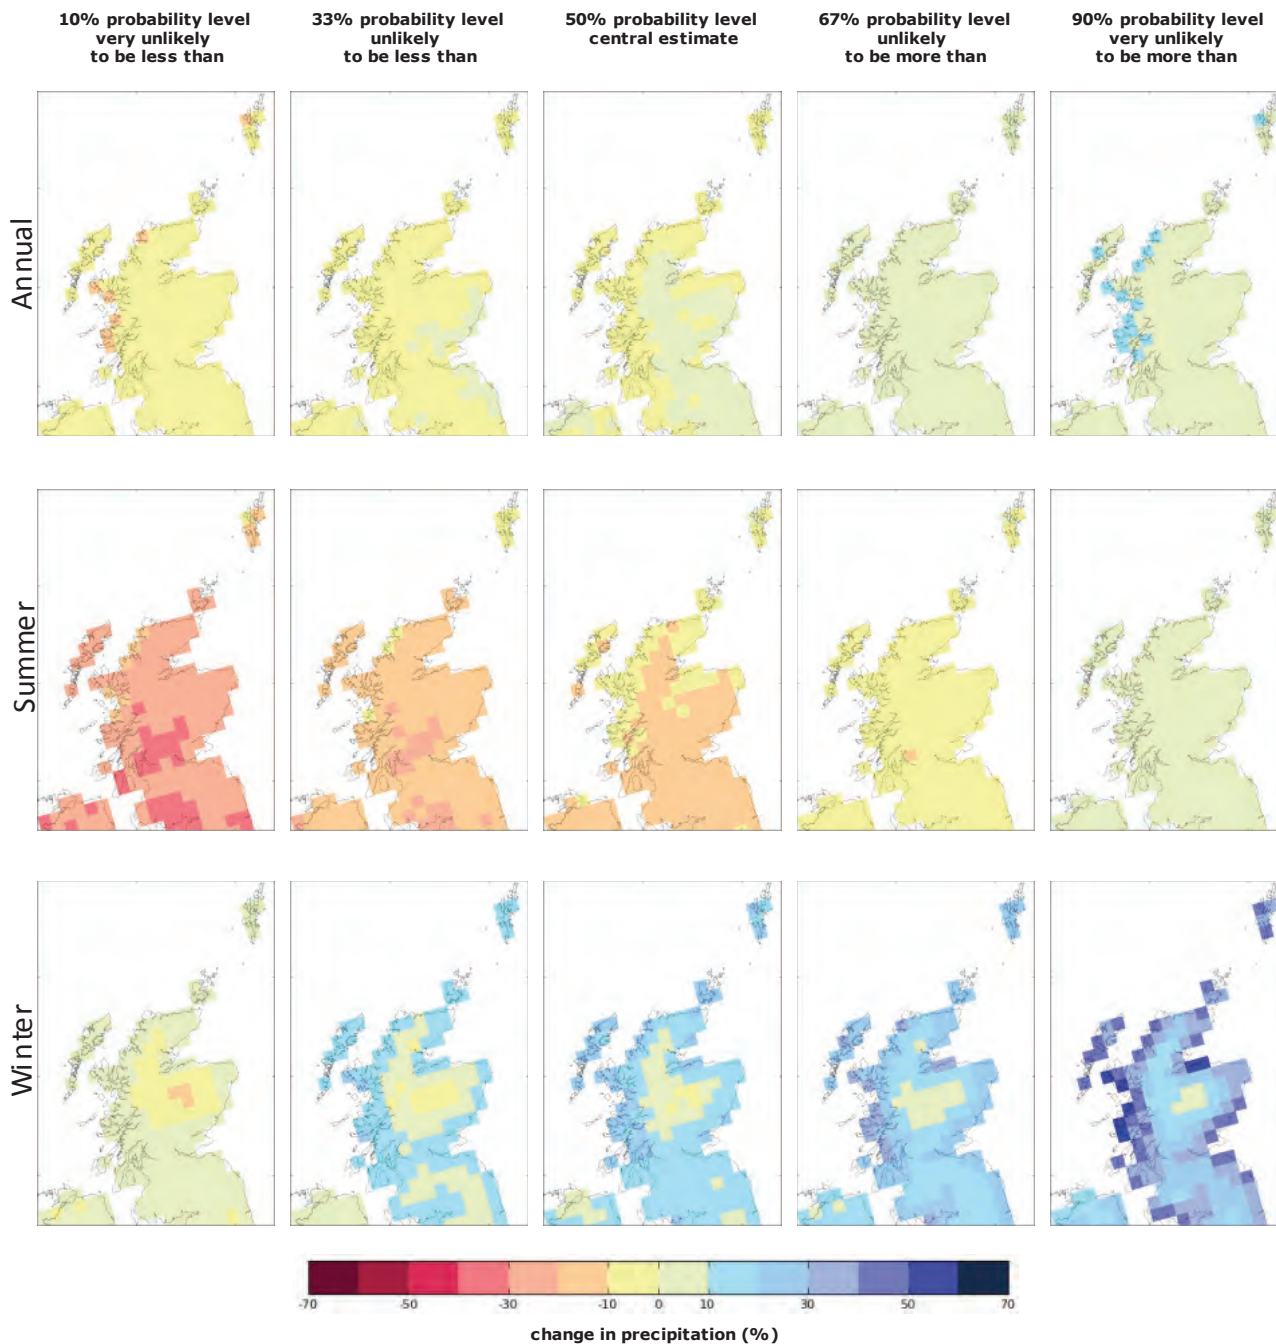 10% probability level
very unlikely
to be less than
33% probability level
unlikely
to be less than
50% probability level
central estimate
67% probability level
unlikely
to be more than
90% probability level
very unlikely
to be more than
Annual
Summer
Winter
-70 -50 -30 -10 0 10 30 50 70
change in precipitation (%)